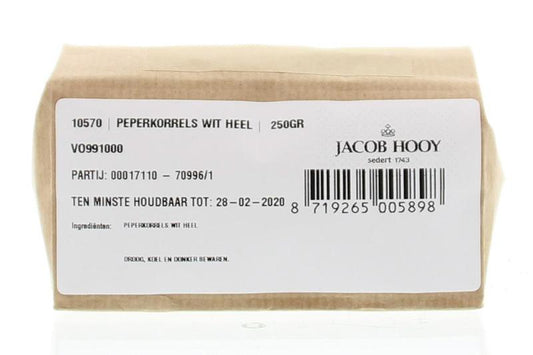 10570 | PEPERKORRELS WIT HEEL | 250GR
VO991000
PARTIJ: 00017110 - 70996/1
TEN MINSTE HOUDBAAR TOT: 28-02-2020
Ingrediënten: PEPERKORRELS WIT HEEL
DROOG, KOEL EN DONKER BEWAREN.
JACOB HOOY
sedert 1743
8 719265 005898